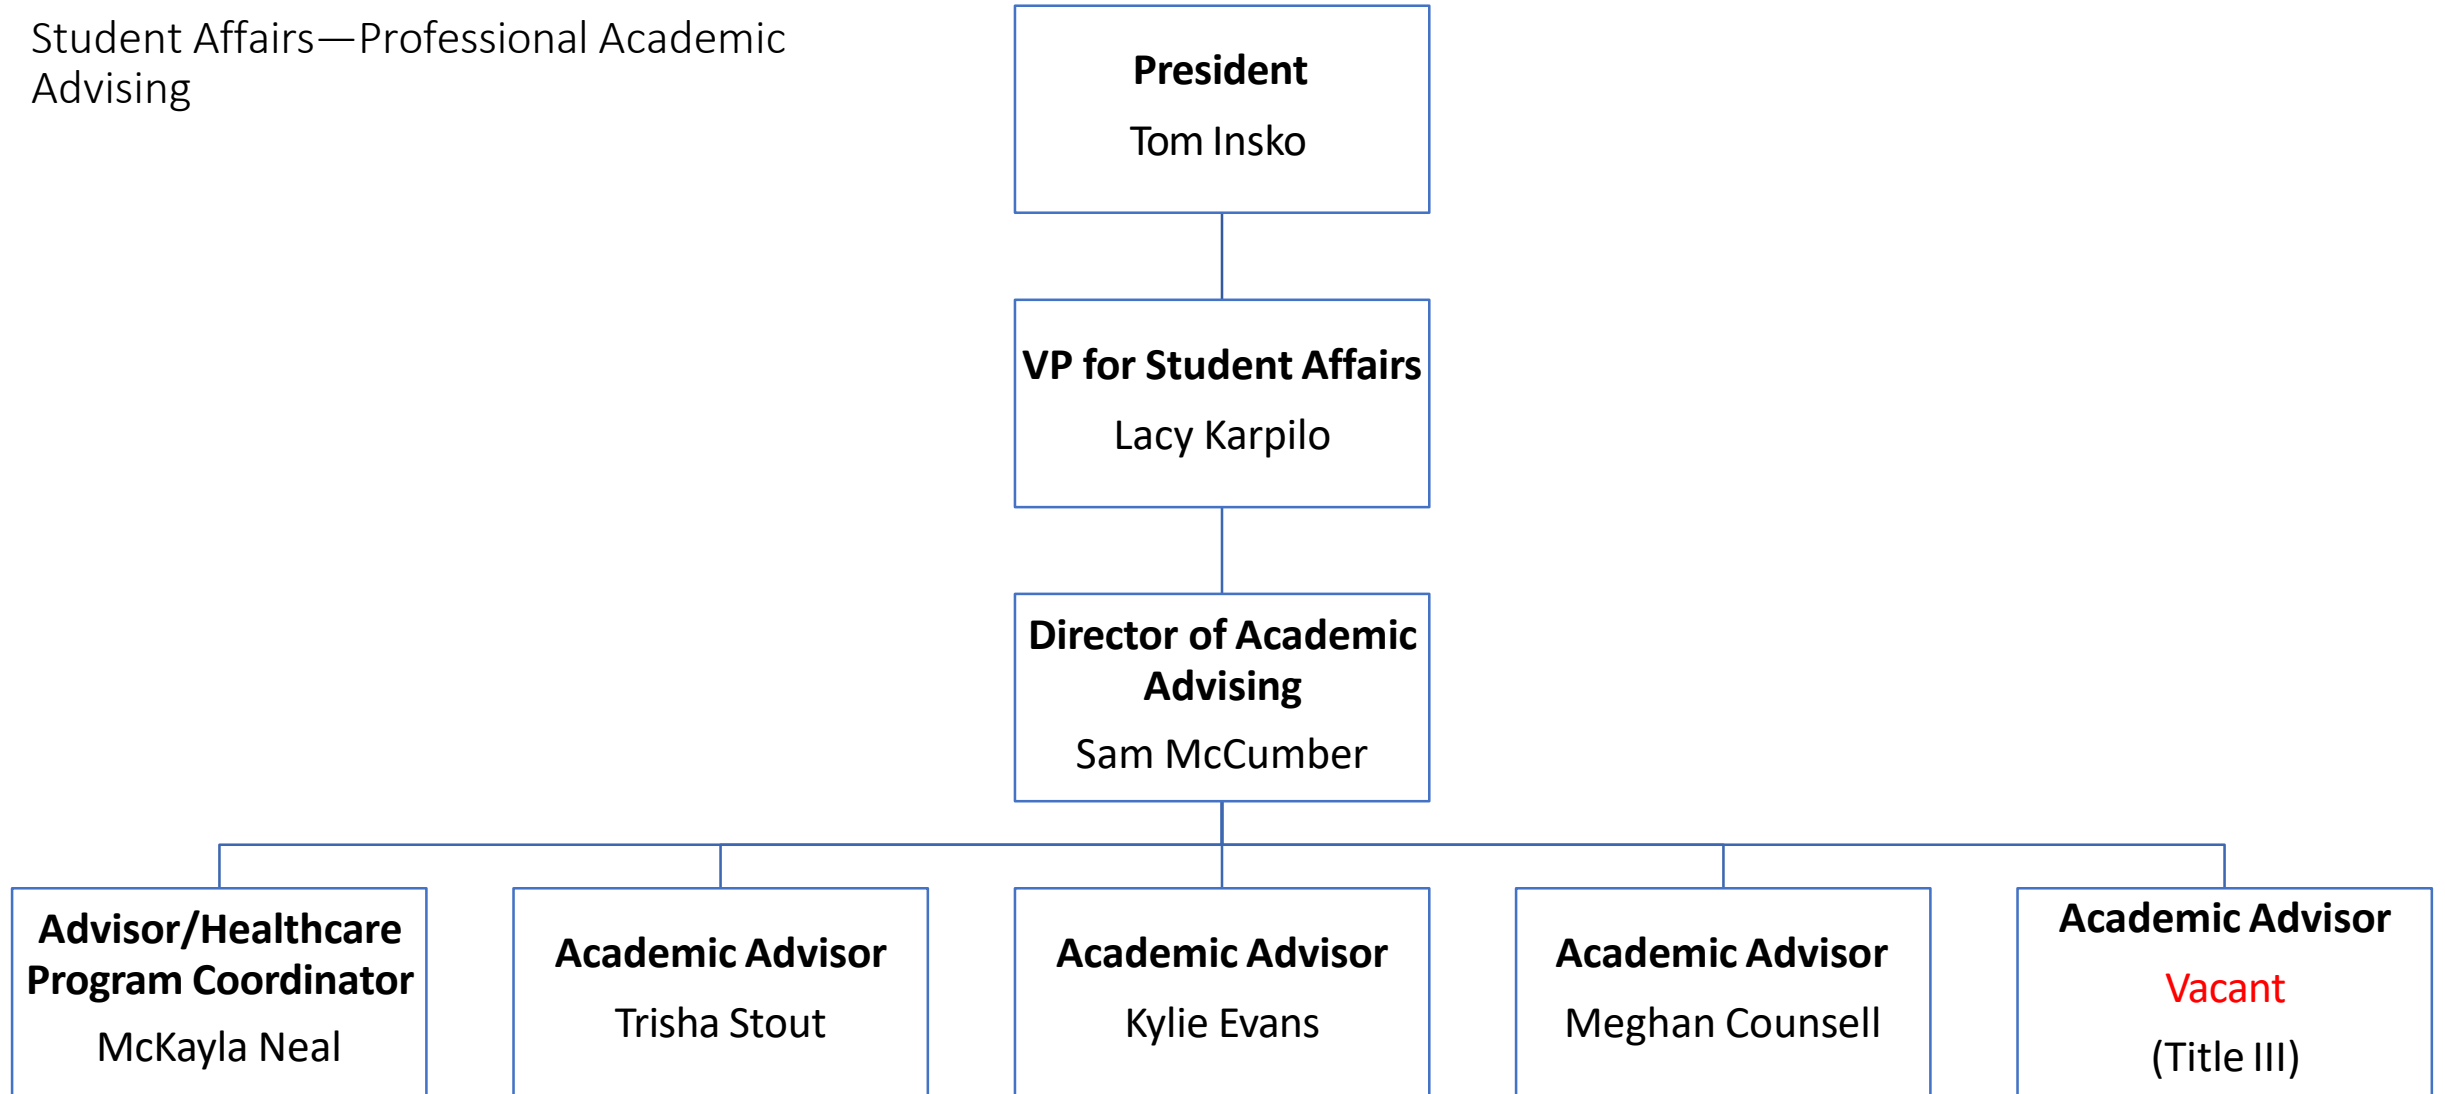 Student Affairs—Professional Academic
Advising
President
Tom Insko
VP for Student Affairs
Lacy Karpilo
Director of Academic
Advising
Sam McCumber
Advisor/Healthcare
Program Coordinator
McKayla Neal
Academic Advisor
Trisha Stout
Academic Advisor
Kylie Evans
Academic Advisor
Meghan Counsell
Academic Advisor
Vacant
(Title III)